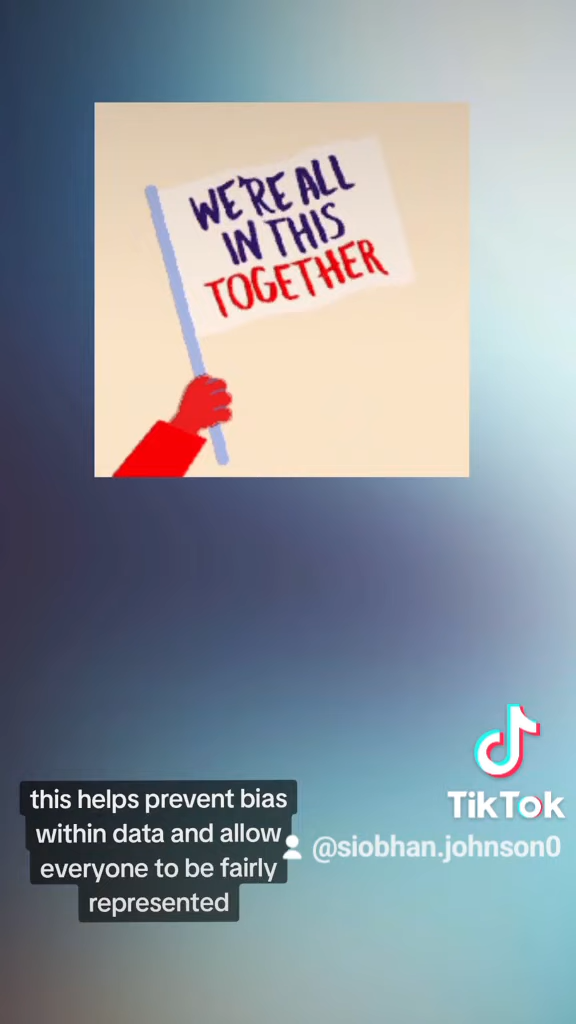 WE'RE ALL
IN THIS
TOGETHER
TikTok
@siobhan.johnson0
this helps prevent bias
within data and allow
everyone to be fairly
represented